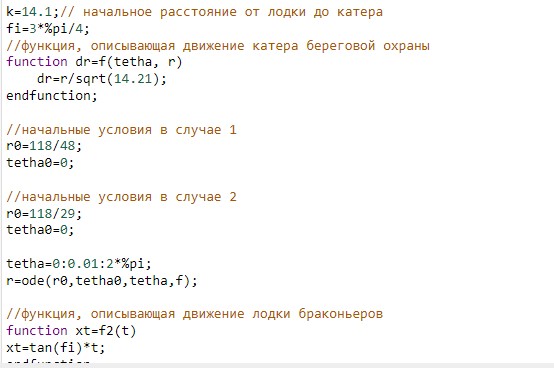 k=14.1;// начальное расстояние от лодки до катера
fi=3*%pi/4;
//функция, описывающая движение катера береговой охраны
function dr=f(tetha, r)
dr=r/sqrt(14.21);
endfunction;
//начальные условия в случае 1
r0=118/48;
tetha0=0;
//начальные условия в случае 2
r0=118/29;
tetha0=0;
tetha=0:0.01:2*%pi;
r=ode(r0,tetha0,tetha,f);
//функция, описывающая движение лодки браконьеров
function xt=f2(t)
xt=tan(fi)*t;
endfunction